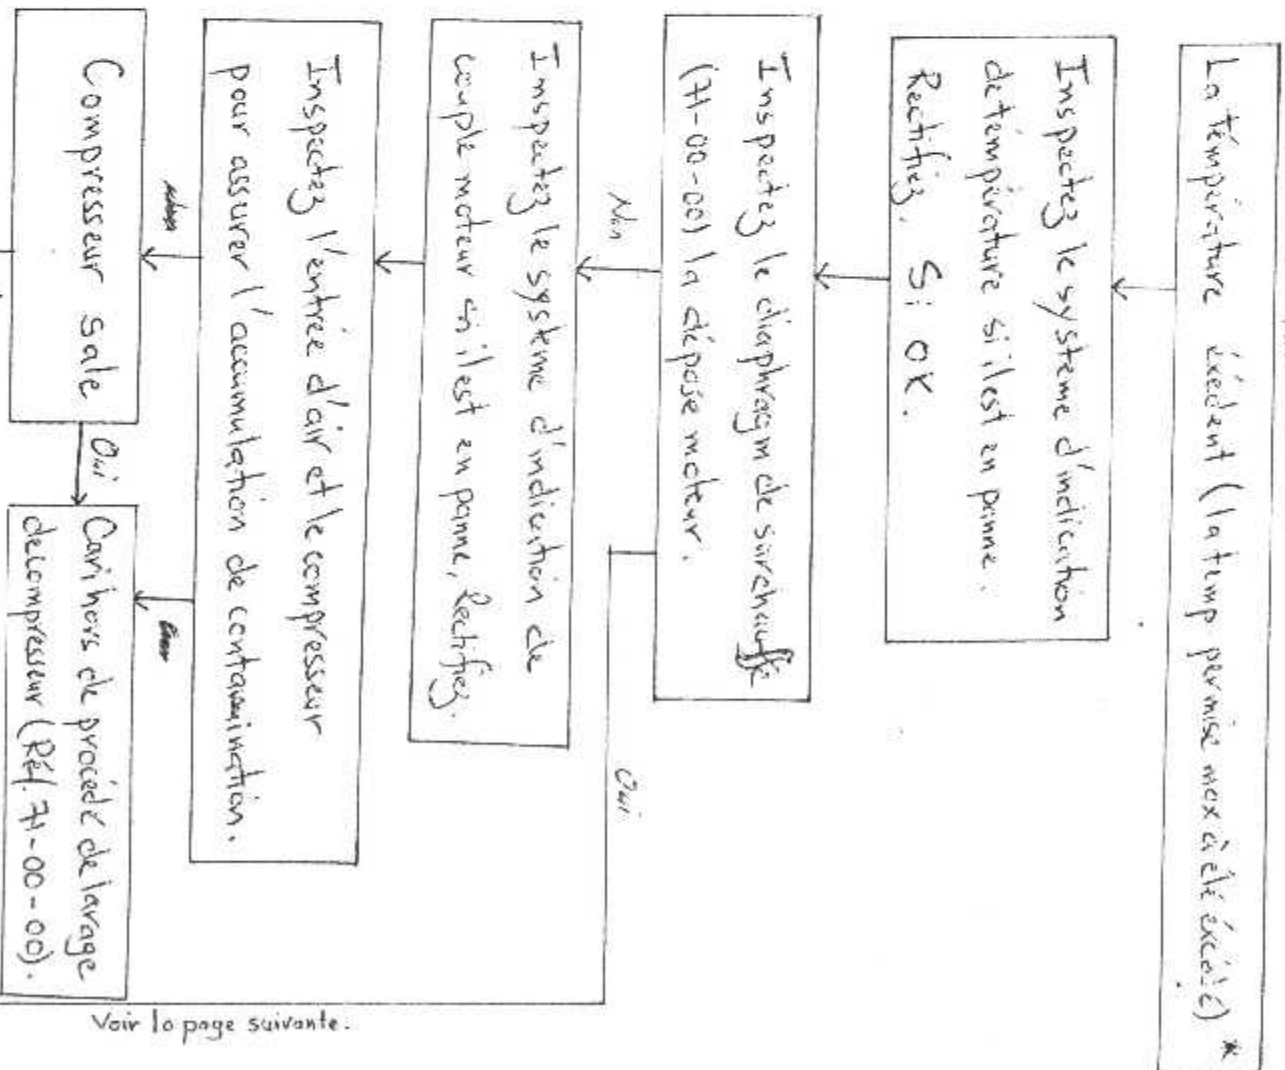 La température éxédent (la temp. permise max à été éxédé) *
Inspectez le système d'indication
de température si il est en panne.
Rectifiez. Si OK.
Inspectez le diaphragm de surchauffe
(71-00-00) la dépose moteur.
Non
Oui
Inspectez le système d'indication de
couple moteur si il est en panne, Rectifiez.
Inspectez l'entrée d'air et le compresseur
pour assurer l'accumulation de contamination.
Compresseur sale
Oui
hors de procédé de lavage
de compresseur (Réf. 71-00-00).
Voir la page suivante.